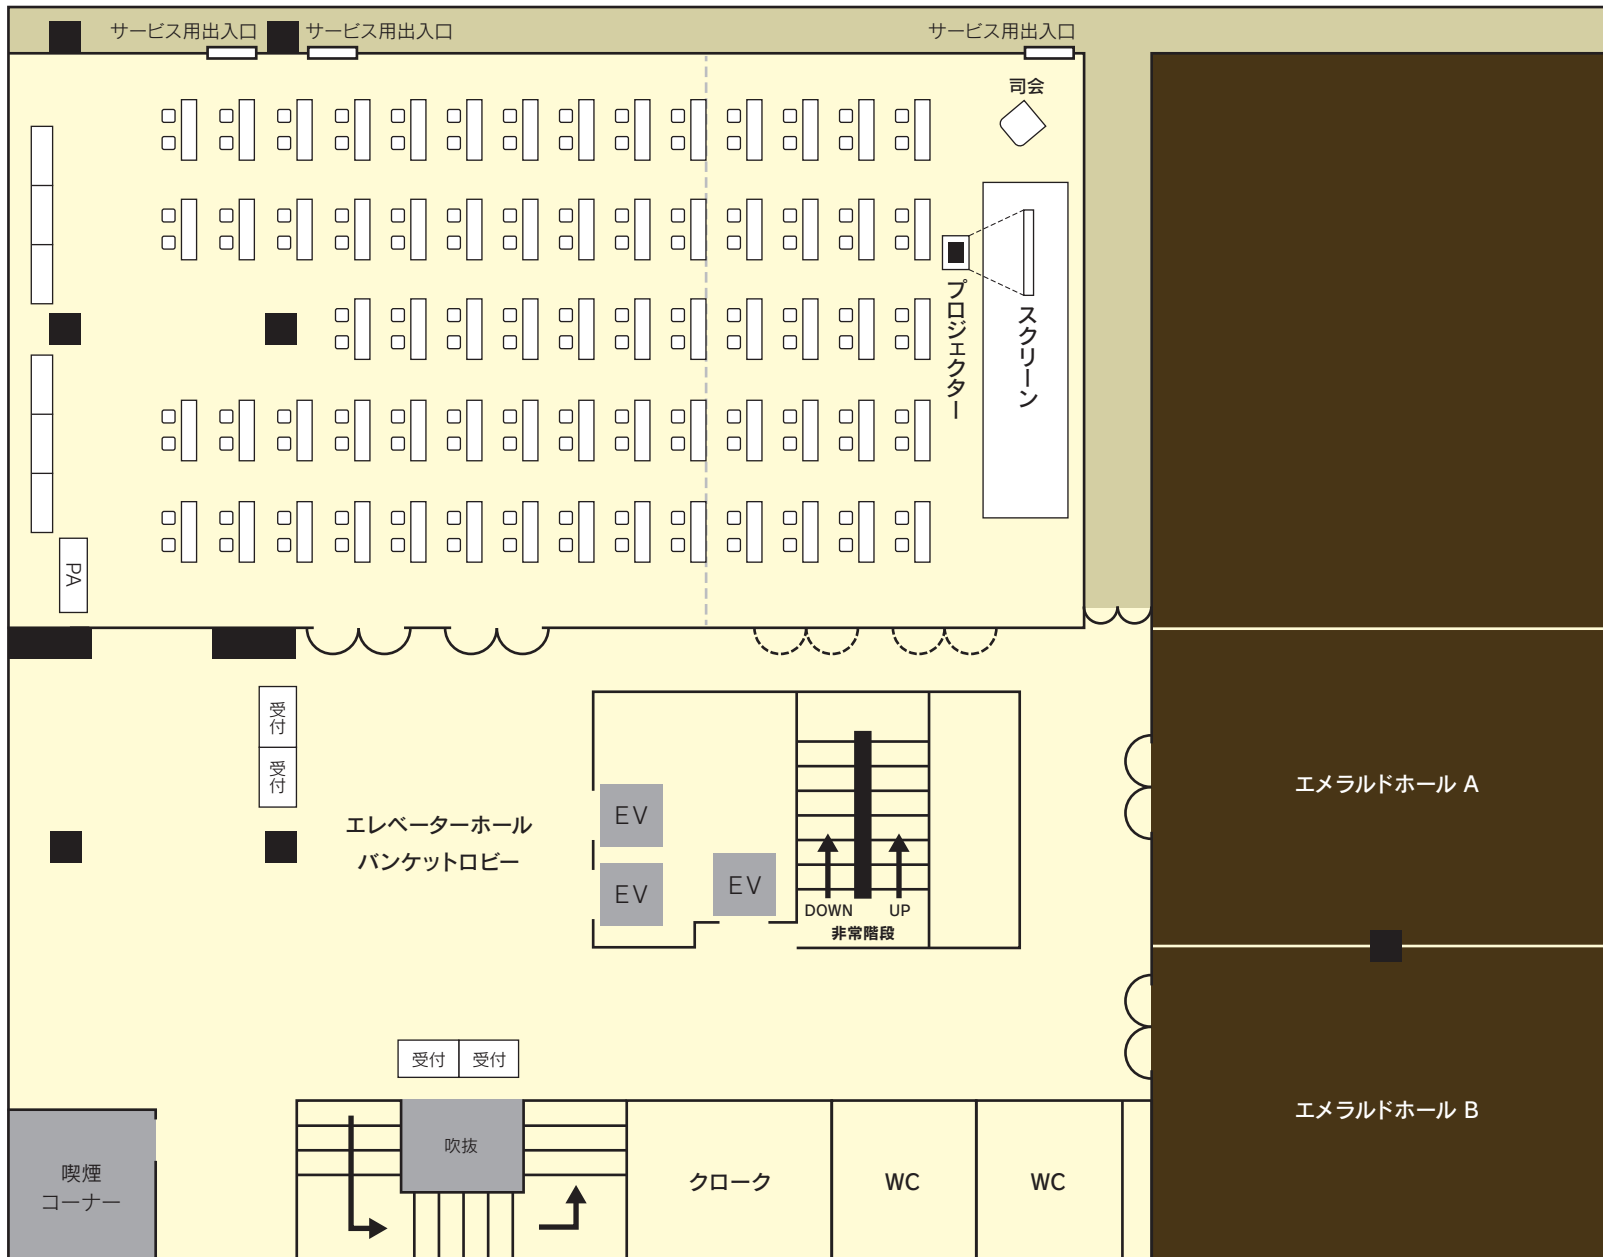 サービス用出入口
サービス用出入口
サービス用出入口
司会
プロジェクター
スクリーン
PA
受付
受付
エレベーターホール
バンケットロビー
EV
EV
EV
DOWN
UP
非常階段
エメラルドホール A
エメラルドホール B
受付
受付
吹抜
喫煙
コーナー
クローク
WC
WC